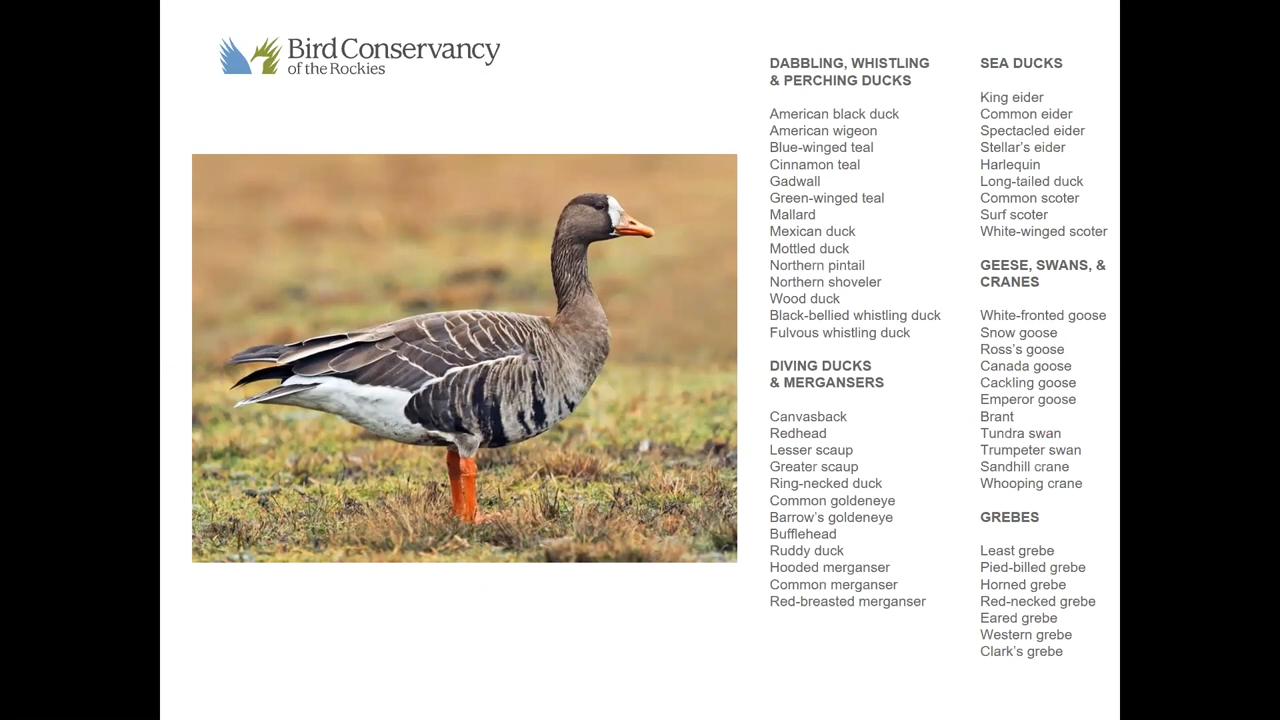 Bird Conservancy
of the Rockies
DABBLING, WHISTLING
& PERCHING DUCKS
American black duck
American wigeon
Blue-winged teal
Cinnamon teal
Gadwall
Green-winged teal
Mallard
Mexican duck
Mottled duck
Northern pintail
Northern shoveler
Wood duck
Black-bellied whistling duck
Fulvous whistling duck
DIVING DUCKS
& MERGANSERS
Canvasback
Redhead
Lesser scaup
Greater scaup
Ring-necked duck
Common goldeneye
Barrow's goldeneye
Bufflehead
Ruddy duck
Hooded merganser
Common merganser
Red-breasted merganser
SEA DUCKS
King eider
Common eider
Spectacled eider
Stellar's eider
Harlequin
Long-tailed duck
Common scoter
Surf scoter
White-winged scoter
GEESE, SWANS, &
CRANES
White-fronted goose
Snow goose
Ross's goose
Canada goose
Cackling goose
Emperor goose
Brant
Tundra swan
Trumpeter swan
Sandhill crane
Whooping crane
GREBES
Least grebe
Pied-billed grebe
Horned grebe
Red-necked grebe
Eared grebe
Western grebe
Clark's grebe